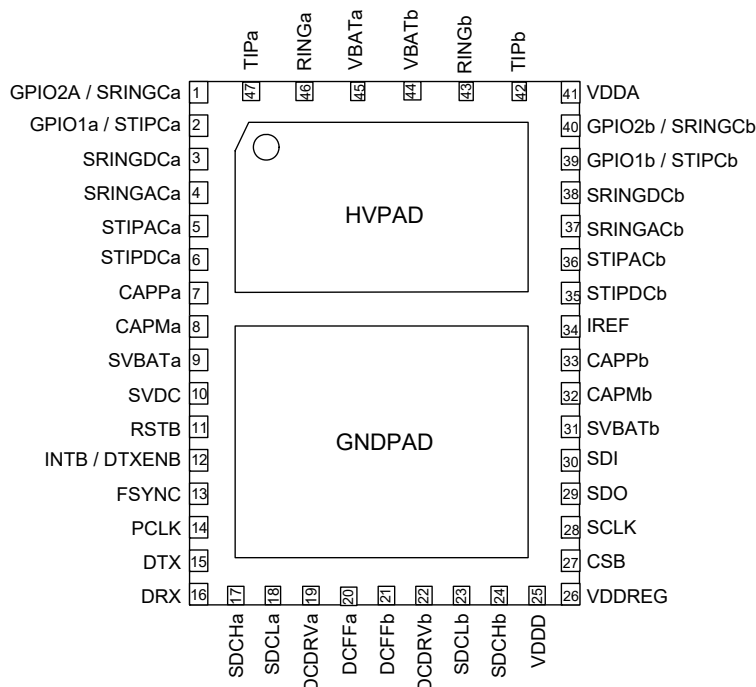 TIPa
RINGa
VBATa
VBATb
RINGb
TIPb
47
46
45
44
43
42
GPIO2A / SRINGCa 1
GPIO1a / STIPCa 2
SRINGDCa 3
SRINGACa 4
STIPACa 5
STIPDCa 6
CAPPa 7
CAPMa 8
SVBATa 9
SVDC 10
RSTB 11
INTB / DTXENB 12
FSYNC 13
PCLK 14
DTX 15
DRX 16
HVPAD
GNDPAD
41 VDDA
40 GPIO2b / SRINGCb
39 GPIO1b / STIPCb
38 SRINGDCb
37 SRINGACb
36 STIPACb
35 STIPDCb
34 IREF
33 CAPPb
32 CAPMb
31 SVBATb
30 SDI
29 SDO
28 SCLK
27 CSB
26 VDDREG
17
18
19
20
21
22
23
24
25
SDCHa
SDCLa
DCDRVa
DCFFa
DCFFb
DCDRVb
SDCLb
SDCHb
VDDD